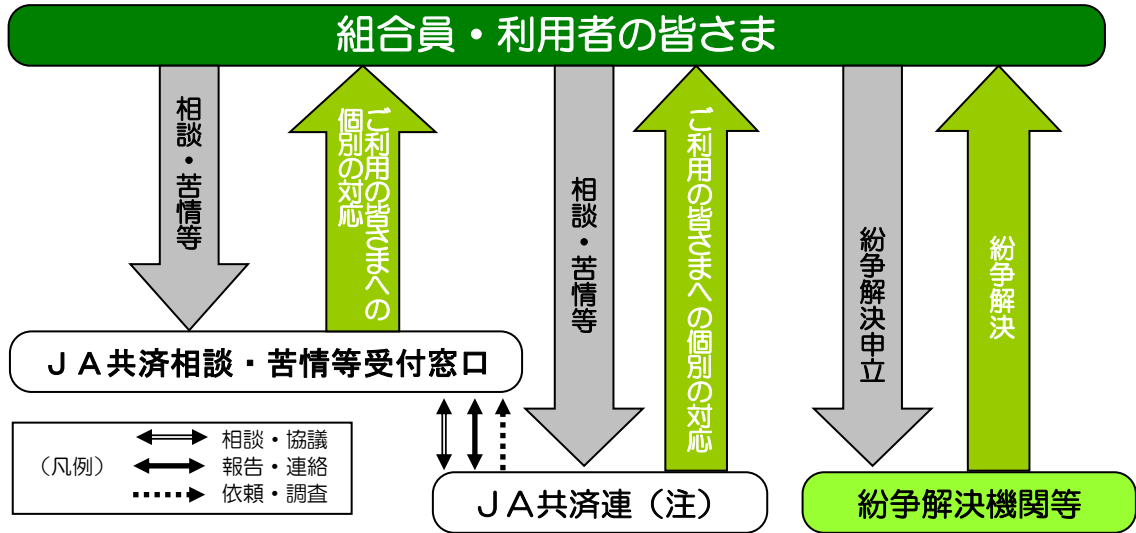 組合員・利用者の皆さま
相談・苦情等
ご利用の皆さまへの
個別の対応
相談・苦情等
ご利用の皆さまへの個別の対応
紛争解決申立
紛争解決
ＪＡ共済相談・苦情等受付窓口
（凡例）
相談・協議
報告・連絡
依頼・調査
ＪＡ共済連（注）
紛争解決機関等